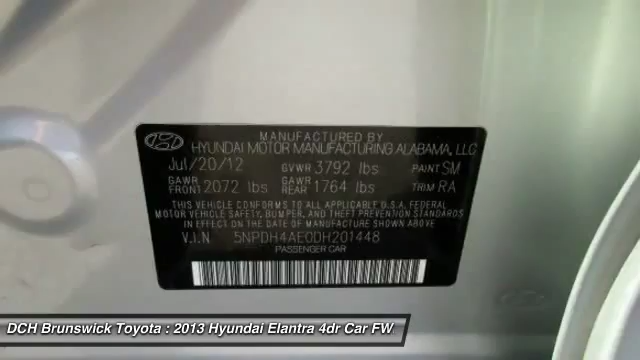 MANUFACTURED BY
HYUNDAI MOTOR MANUFACTURING ALABAMA, LLC
Jul/20/12 GVWR 3792 lbs PAINT SM
GAWR FRONT 2072 lbs GAWR REAR 1764 lbs TRIM RA
THIS VEHICLE CONFORMS TO ALL APPLICABLE U.S.A. FEDERAL
MOTOR VEHICLE SAFETY, BUMPER, AND THEFT PREVENTION STANDARDS
IN EFFECT ON THE DATE OF MANUFACTURE SHOWN ABOVE.
V.I.N 5NPDH4AE0DH201448
PASSENGER CAR
DCH Brunswick Toyota : 2013 Hyundai Elantra 4dr Car FW